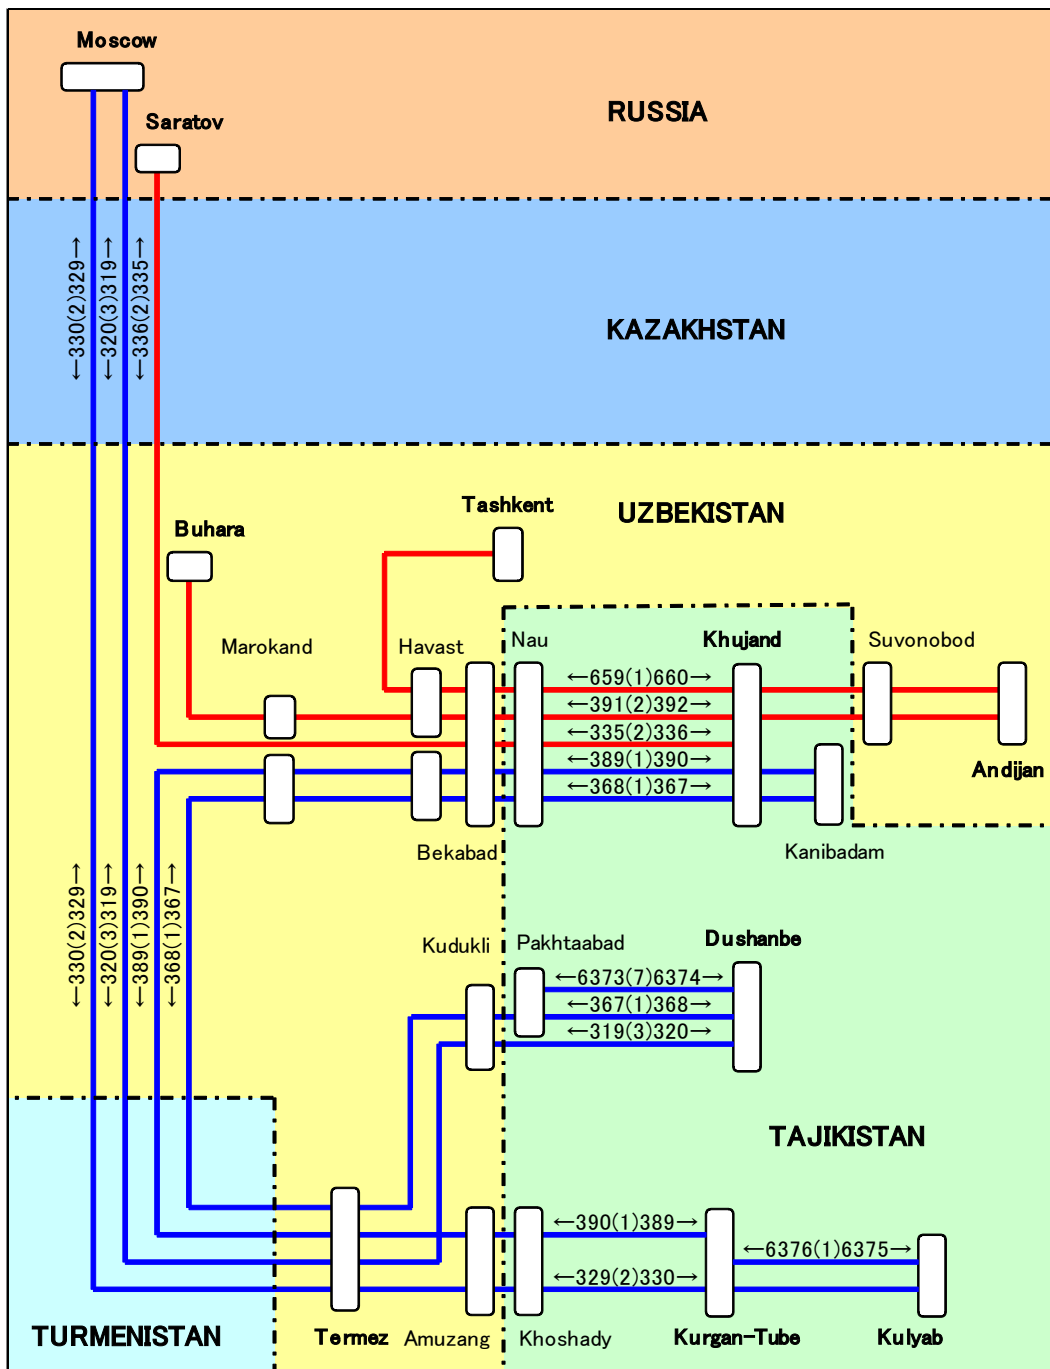 Moscow
RUSSIA
Saratov
←330(2)329→
←320(3)319→
←336(2)335→
KAZAKHSTAN
Tashkent
UZBEKISTAN
Buhara
Marokand
Havast
Nau
Khujand
Suvonobod
←659(1)660→
←391(2)392→
←335(2)336→
←389(1)390→
←368(1)367→
Andijan
Bekabad
Kanibadam
←330(2)329→
←320(3)319→
←389(1)390→
←368(1)367→
Kudukli
Pakhtaabad
Dushanbe
←6373(7)6374→
←367(1)368→
←319(3)320→
TAJIKISTAN
←390(1)389→
←6376(1)6375→
←329(2)330→
TURMENISTAN
Termez
Amuzang
Khoshady
Kurgan-Tube
Kulyab